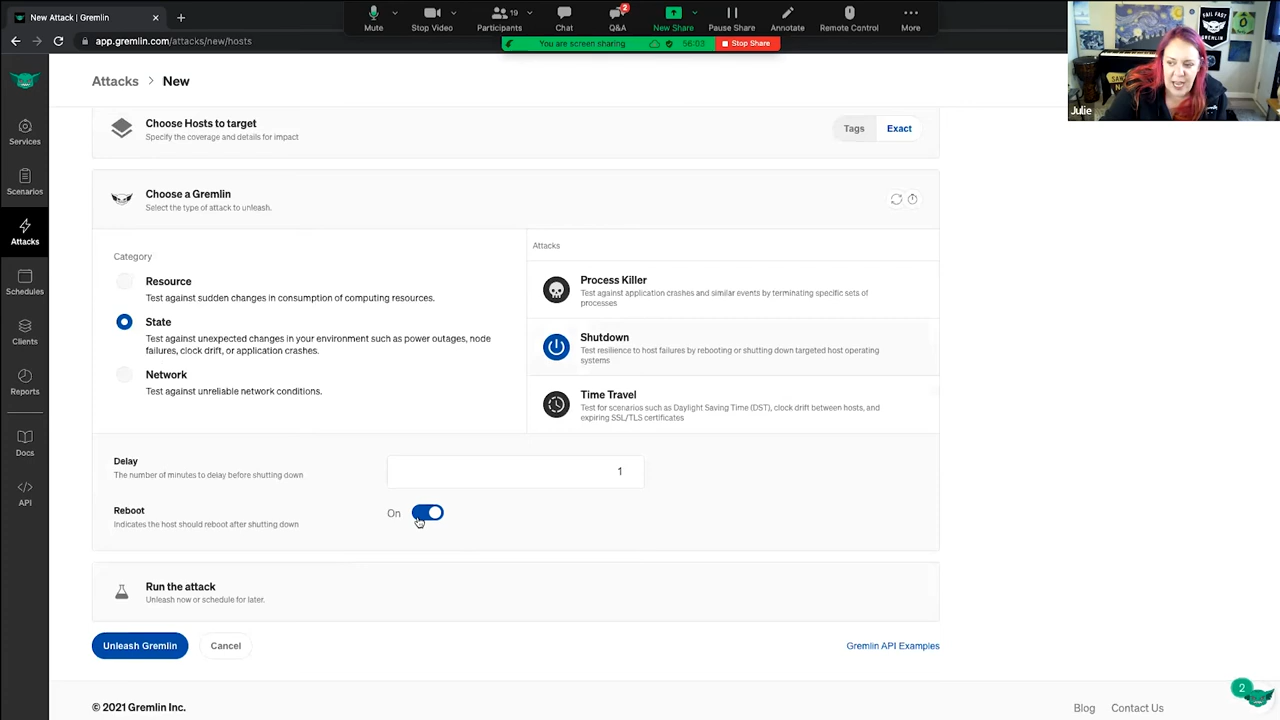 New Attack | Gremlin
app.gremlin.com/attacks/new/hosts
Mute
Stop Video
19
Participants
Chat
2
Q&A
New Share
Pause Share
Annotate
Remote Control
More
You are screen sharing
56:03
Stop Share
FAIL FAST
GREMLIN
Julie
Services
Scenarios
Attacks
Schedules
Clients
Reports
Docs
API
Attacks > New
Choose Hosts to target
Specify the coverage and details for impact
Tags
Exact
Choose a Gremlin
Select the type of attack to unleash.
Category
Resource
Test against sudden changes in consumption of computing resources.
State
Test against unexpected changes in your environment such as power outages, node
failures, clock drift, or application crashes.
Network
Test against unreliable network conditions.
Attacks
Process Killer
Test against application crashes and similar events by terminating specific sets of
processes
Shutdown
Test resilience to host failures by rebooting or shutting down targeted host operating
systems
Time Travel
Test for scenarios such as Daylight Saving Time (DST), clock drift between hosts, and
expiring SSL/TLS certificates
Delay
The number of minutes to delay before shutting down
1
Reboot
Indicates the host should reboot after shutting down
On
Run the attack
Unleash now or schedule for later.
Unleash Gremlin
Cancel
Gremlin API Examples
2
© 2021 Gremlin Inc.
Blog
Contact Us